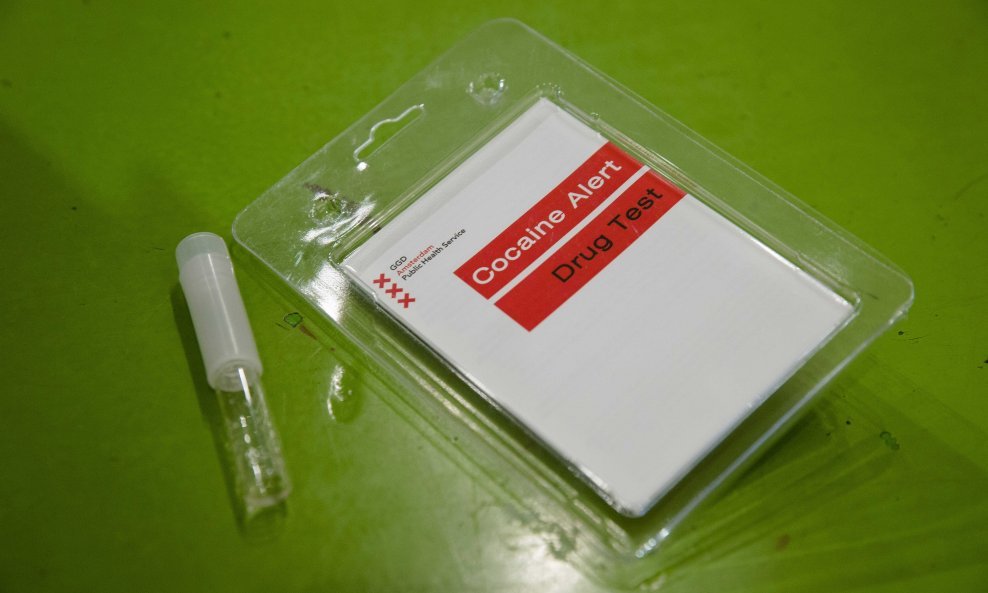 GGD
Amsterdam
Public Health Service
Cocaine Alert
Drug Test